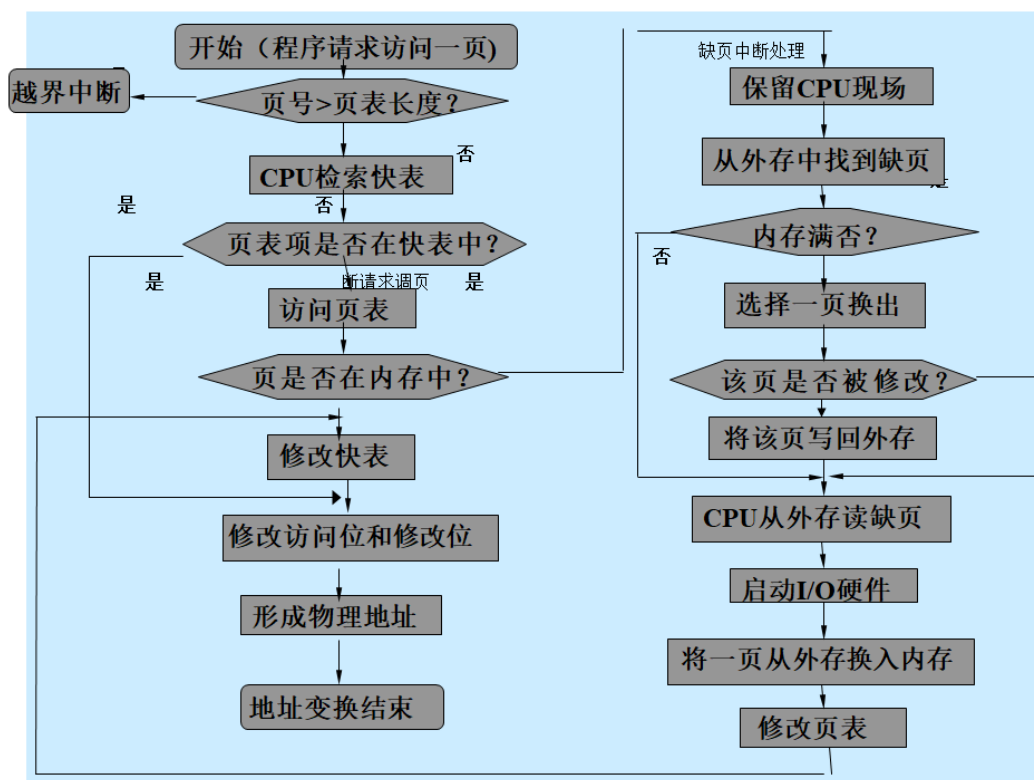 开始（程序请求访问一页)
越界中断
页号>页表长度?
否
CPU检索快表
是
否
页表项是否在快表中?
是
断请求调页
是
访问页表
页是否在内存中?
修改快表
修改访问位和修改位
形成物理地址
地址变换结束
缺页中断处理
保留CPU现场
从外存中找到缺页
内存满否?
否
选择一页换出
该页是否被修改?
将该页写回外存
CPU从外存读缺页
启动I/O硬件
将一页从外存换入内存
修改页表